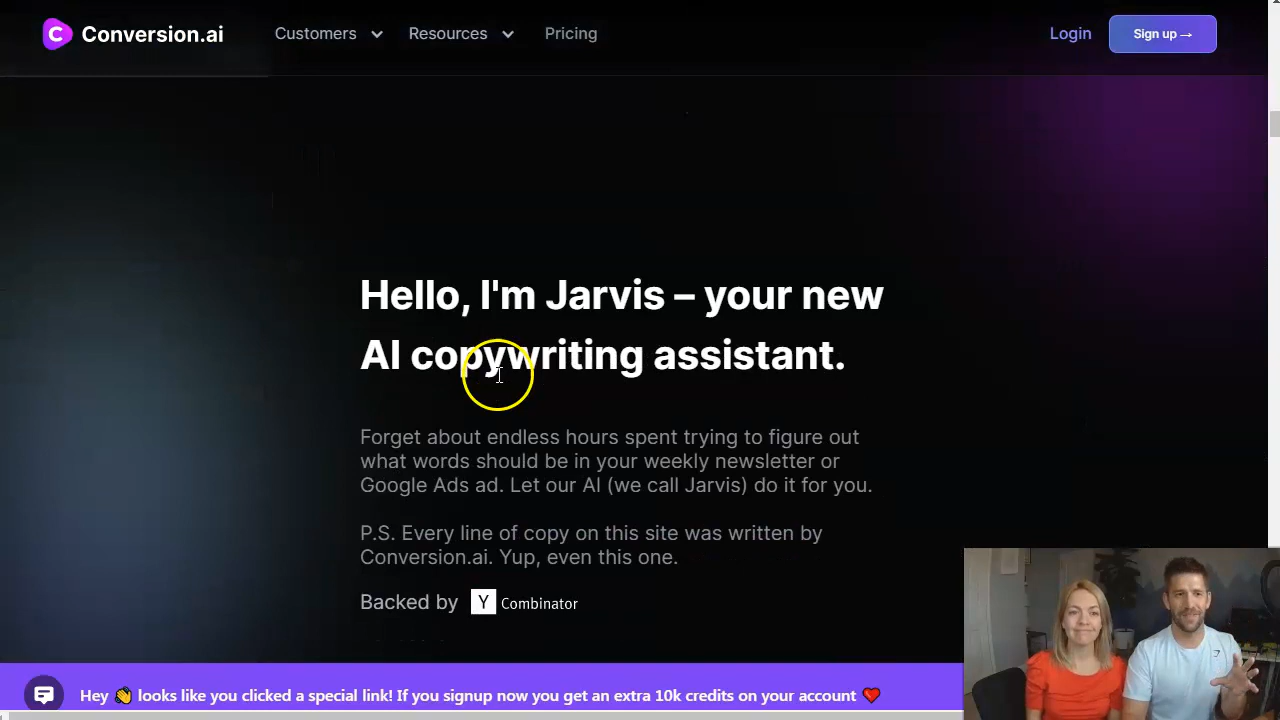 Conversion.ai
Customers
Resources
Pricing
Login
Sign up →
Hello, I'm Jarvis – your new
AI copywriting assistant.
Forget about endless hours spent trying to figure out
what words should be in your weekly newsletter or
Google Ads ad. Let our AI (we call Jarvis) do it for you.
P.S. Every line of copy on this site was written by
Conversion.ai. Yup, even this one.
Backed by Y Combinator
Hey 👋 looks like you clicked a special link! If you signup now you get an extra 10k credits on your account ❤️